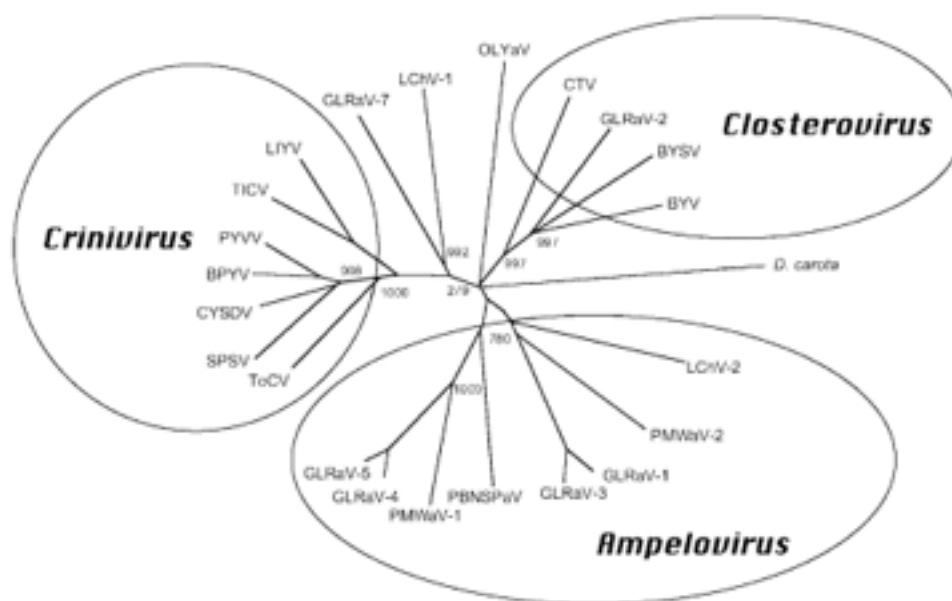 OLYaV
LChV-1
CTV
GLRaV-7
GLRaV-2
Closterovirus
LIYV
BYSV
TICV
BYV
PYVV
Crinivirus
992
997
997
BPYV
998
D. carota
1000
279
CYSDV
780
SPSV
LChV-2
ToCV
1000
PMWaV-2
GLRaV-5
GLRaV-1
GLRaV-4
PBNSPaV
GLRaV-3
PMWaV-1
Ampelovirus